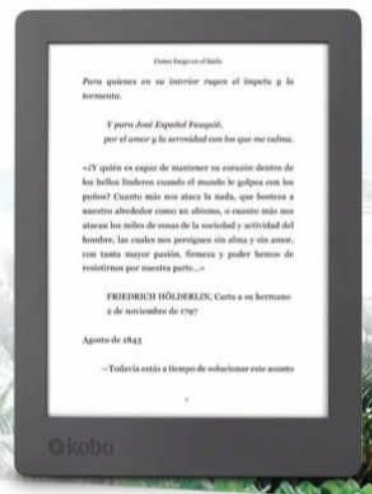 Como fuego en el hielo
Para quienes en su interior rugen el ímpetu y la
tormenta.
Y para José Español Fauquié,
por el amor y la serenidad con los que me calma.
«¿Y quién es capaz de mantener su corazón dentro de
los bellos linderos cuando el mundo le golpea con los
puños? Cuanto más nos ataca la nada, que bosteza a
nuestro alrededor como un abismo, o cuanto más nos
atacan los miles de cosas de la sociedad y actividad del
hombre, las cuales nos persiguen sin alma y sin amor,
con tanta mayor pasión, firmeza y poder hemos de
resistirnos por nuestra parte...»
FRIEDRICH HÖLDERLIN, Carta a su hermano
2 de noviembre de 1797
Agosto de 1843
—Todavía estás a tiempo de solucionar este asunto
kobo